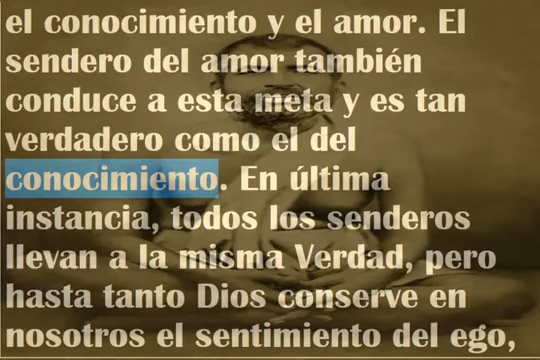 el conocimiento y el amor. El
sendero del amor también
conduce a esta meta y es tan
verdadero como el del
conocimiento. En última
instancia, todos los senderos
llevan a la misma Verdad, pero
hasta tanto Dios conserve en
nosotros el sentimiento del ego,